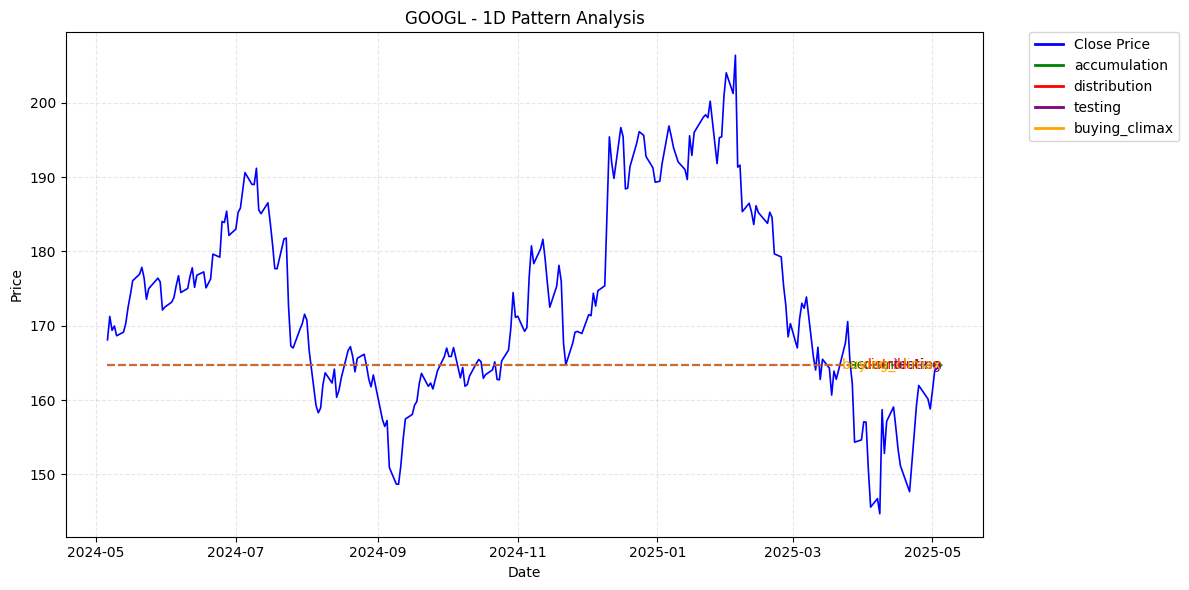 GOOGL - 1D Pattern Analysis
Close Price
accumulation
distribution
testing
buying_climax
Price
200
190
180
170
160
150
2024-05 2024-07 2024-09 2024-11 2025-01 2025-03 2025-05
Date